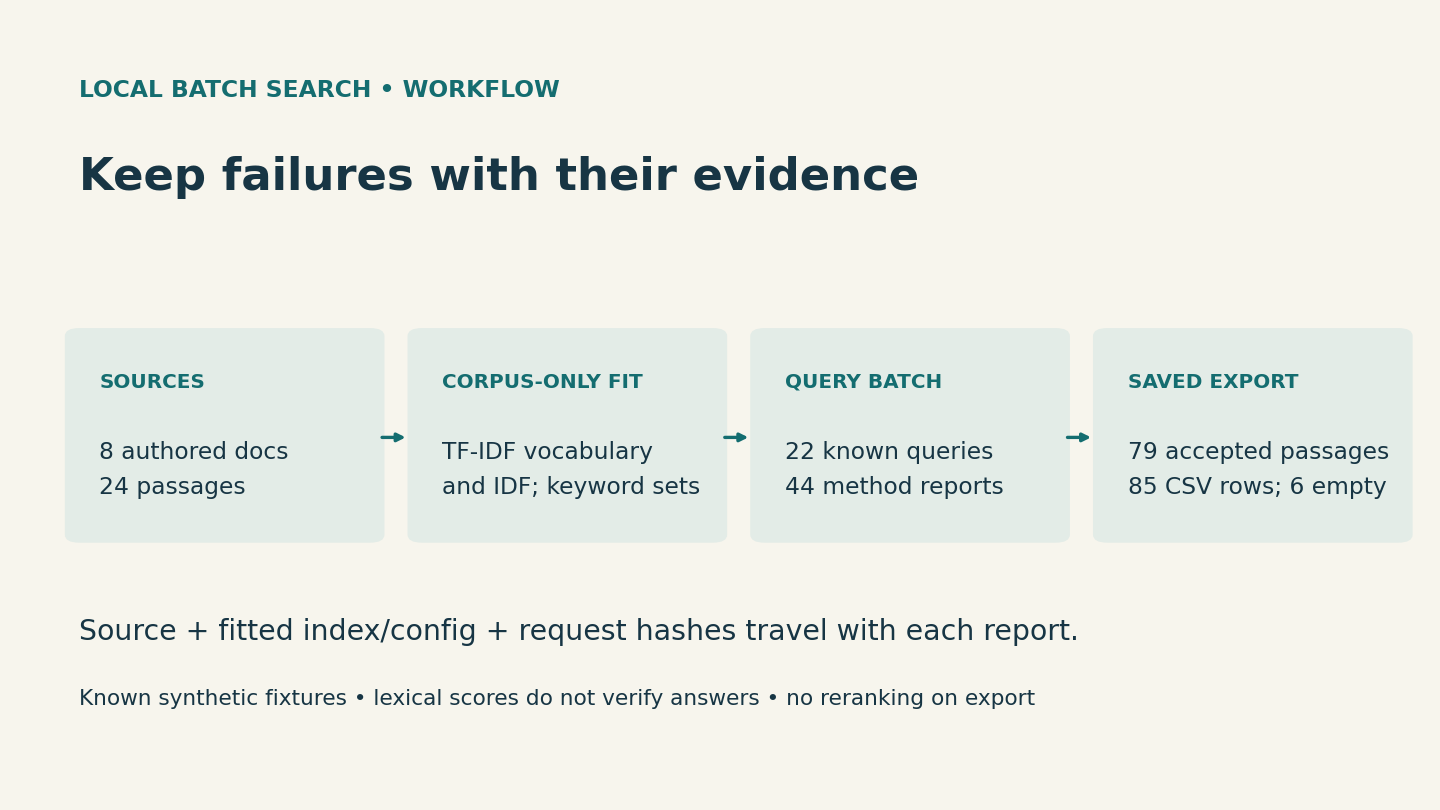 LOCAL BATCH SEARCH • WORKFLOW
Keep failures with their evidence
SOURCES
8 authored docs
24 passages
CORPUS-ONLY FIT
TF-IDF vocabulary
and IDF; keyword sets
QUERY BATCH
22 known queries
44 method reports
SAVED EXPORT
79 accepted passages
85 CSV rows; 6 empty
Source + fitted index/config + request hashes travel with each report.
Known synthetic fixtures • lexical scores do not verify answers • no reranking on export